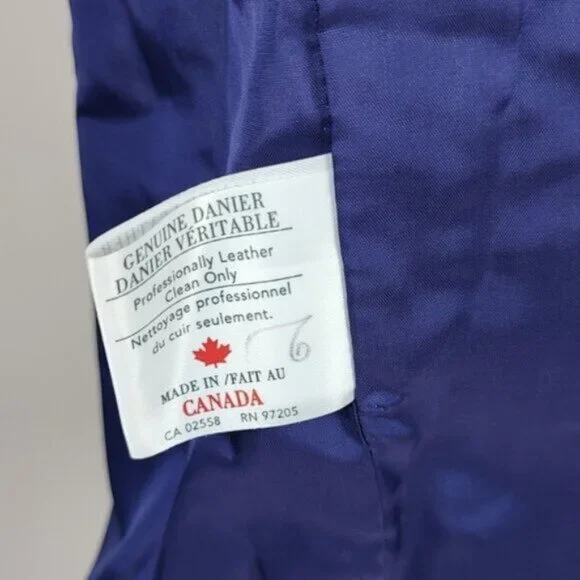 GENUINE DANIER
DANIER VÉRITABLE
Professionally Leather
Clean Only
Nettoyage professionnel
du cuir seulement.
MADE IN /FAIT AU
CANADA
CA 02558 RN 97205